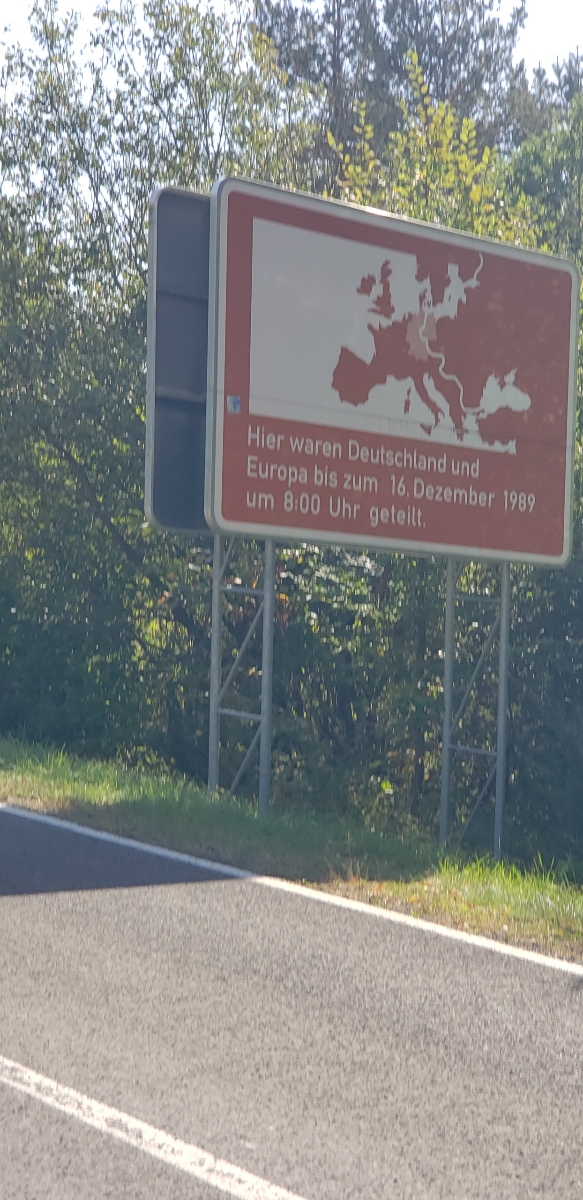 Hier waren Deutschland und
Europa bis zum 16. Dezember 1989
um 8:00 Uhr geteilt.